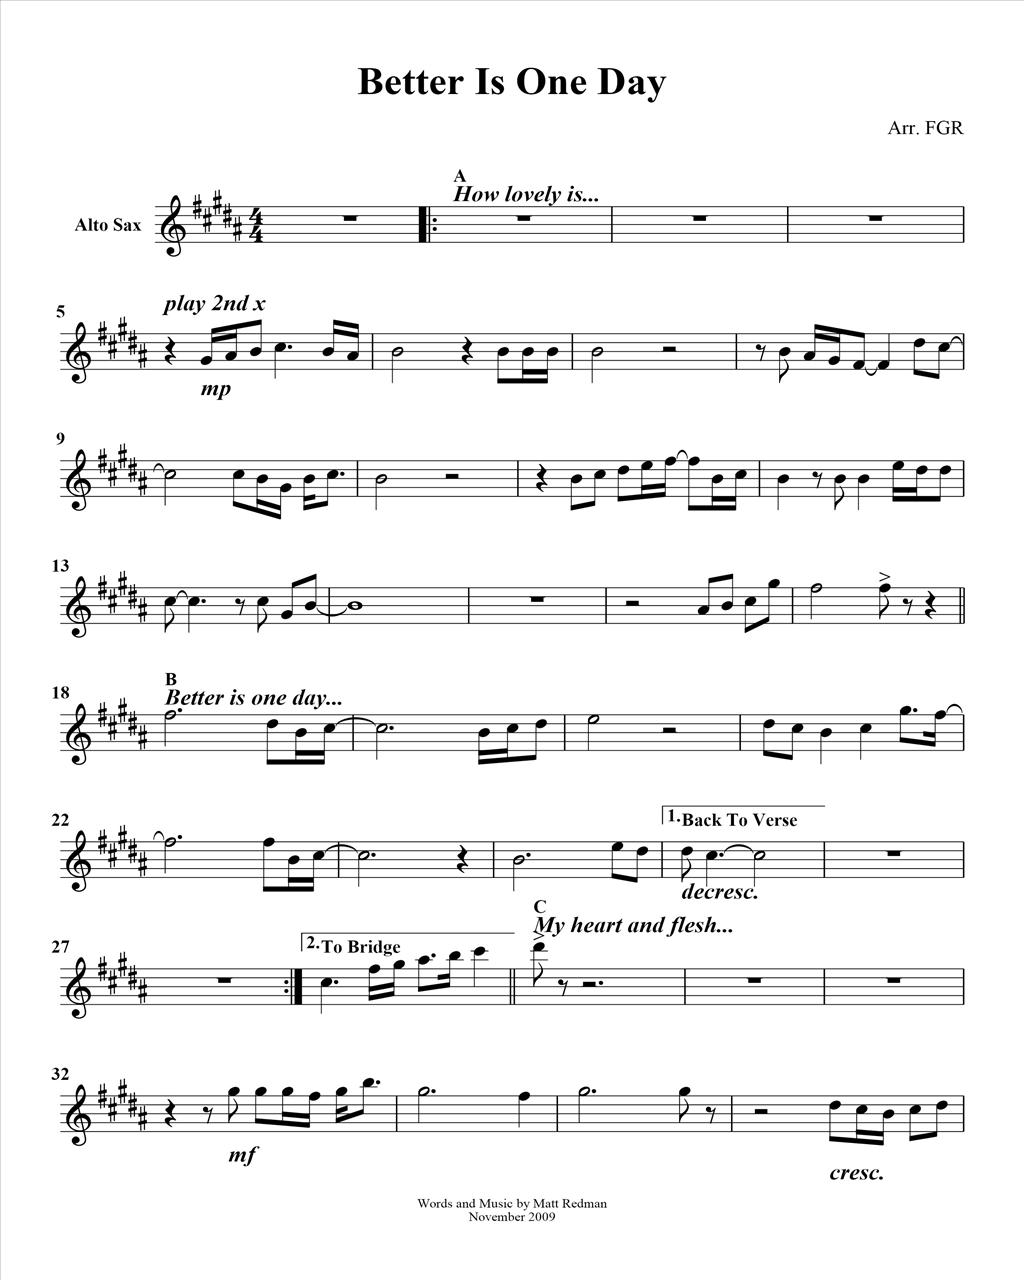 Better Is One Day
Arr. FGR
A
How lovely is...
Alto Sax
4
4
play 2nd x
5
mp
9
13
B
18
Better is one day...
22
1. Back To Verse
decresc.
C
My heart and flesh...
27
2. To Bridge
32
mf
cresc.
Words and Music by Matt Redman
November 2009